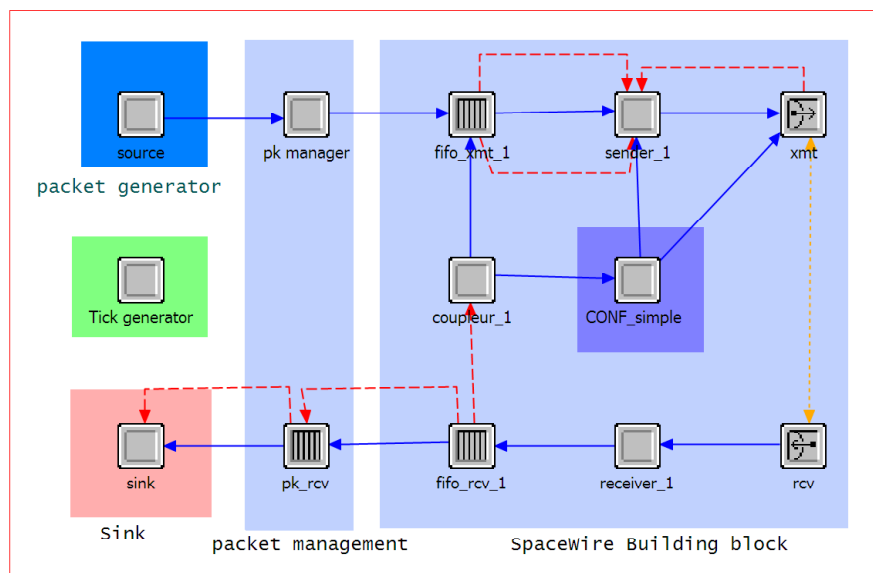 source
pk manager
fifo_xmt_1
sender_1
xmt
packet generator
Tick generator
coupleur_1
CONF_simple
sink
pk_rcv
fifo_rcv_1
receiver_1
rcv
Sink
packet management
SpaceWire Building block